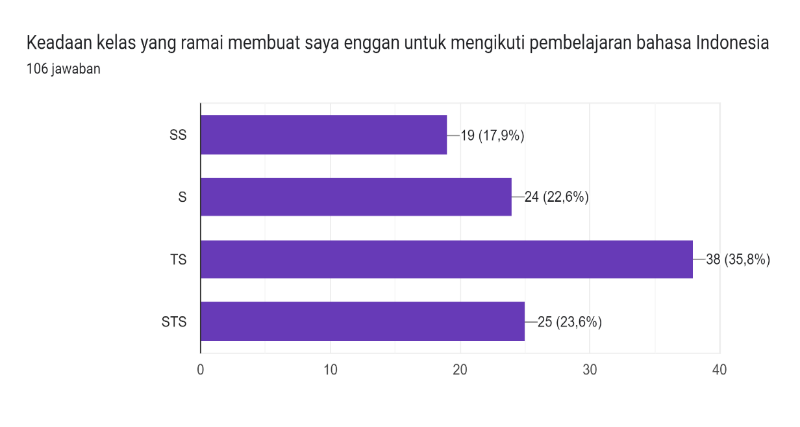 Keadaan kelas yang ramai membuat saya enggan untuk mengikuti pembelajaran bahasa Indonesia
106 jawaban
SS 19 (17,9%)
S 24 (22,6%)
TS 38 (35,8%)
STS 25 (23,6%)
0 10 20 30 40